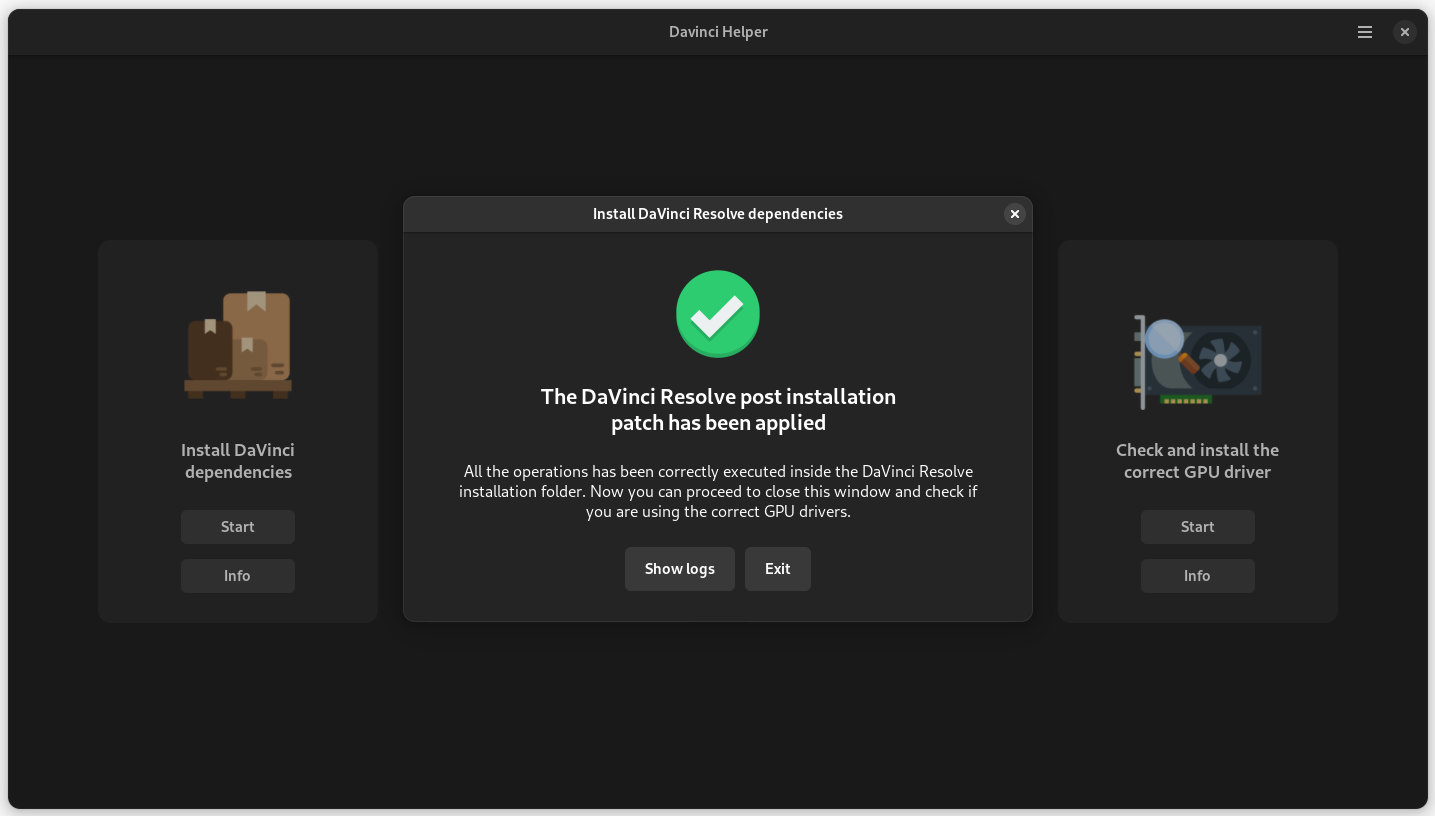 Davinci Helper
Install DaVinci Resolve dependencies
The DaVinci Resolve post installation
patch has been applied
All the operations has been correctly executed inside the DaVinci Resolve
installation folder. Now you can proceed to close this window and check if
you are using the correct GPU drivers.
Show logs
Exit
Install DaVinci
dependencies
Start
Info
Check and install the
correct GPU driver
Start
Info